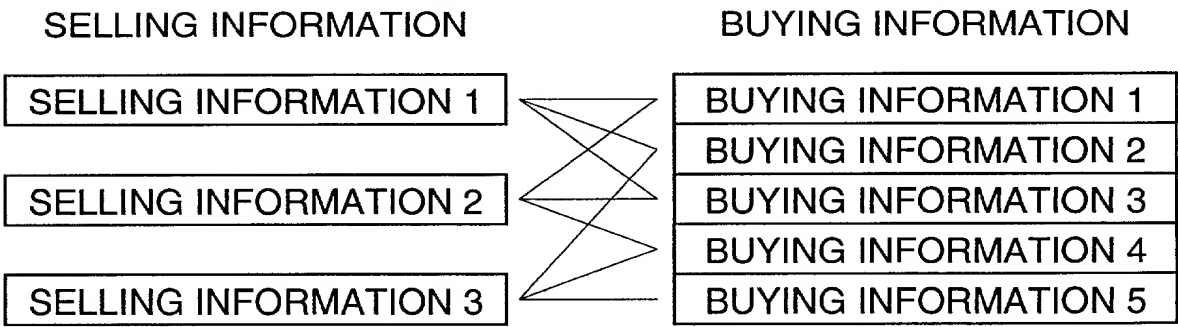 SELLING INFORMATION
BUYING INFORMATION
SELLING INFORMATION 1
SELLING INFORMATION 2
SELLING INFORMATION 3
BUYING INFORMATION 1
BUYING INFORMATION 2
BUYING INFORMATION 3
BUYING INFORMATION 4
BUYING INFORMATION 5